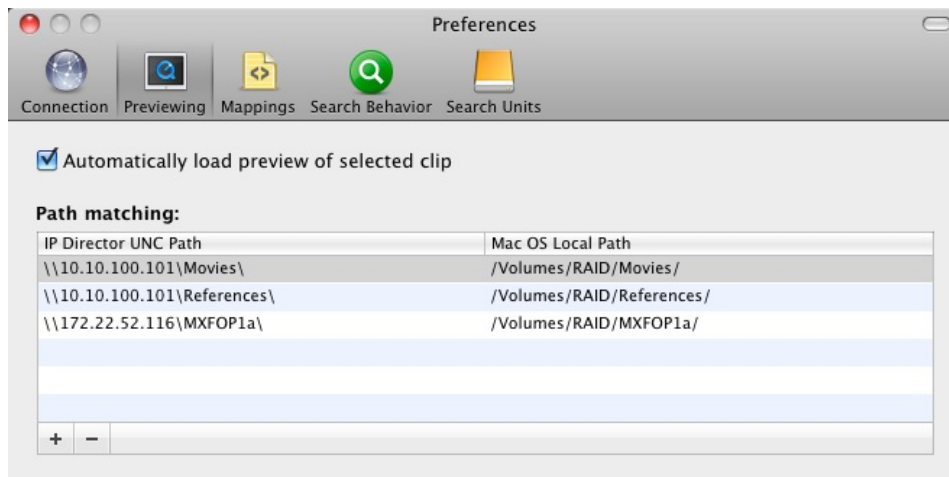 Preferences
Connection Previewing Mappings Search Behavior Search Units
Automatically load preview of selected clip
Path matching:
IP Director UNC Path Mac OS Local Path
\\10.10.100.101\Movies\ /Volumes/RAID/Movies/
\\10.10.100.101\References\ /Volumes/RAID/References/
\\172.22.52.116\MXFOP1a\ /Volumes/RAID/MXFOP1a/
+ −